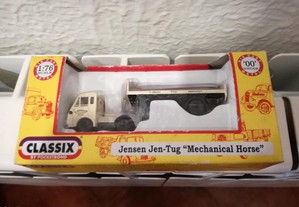 1:76
'00'
CLASSIX
BY POCKETBOND
Jensen Jen-Tug "Mechanical Horse"